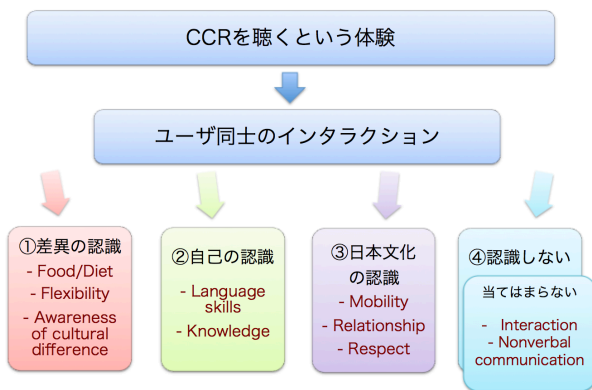 CCRを聴くという体験
ユーザ同士のインタラクション
①差異の認識
- Food/Diet
- Flexibility
- Awareness
of cultural
difference
②自己の認識
- Language
skills
- Knowledge
③日本文化
の認識
- Mobility
- Relationship
- Respect
④認識しない
当てはまらない
- Interaction
- Nonverbal
communication